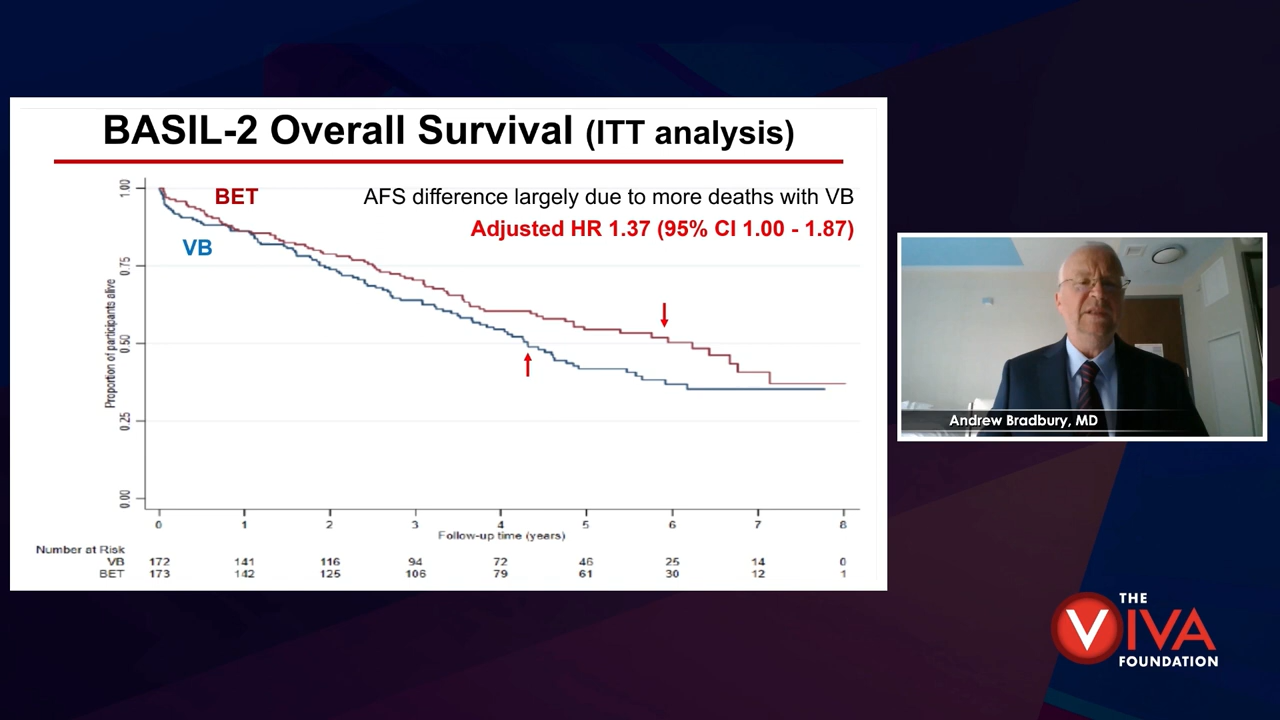 BASIL-2 Overall Survival (ITT analysis)
BET
AFS difference largely due to more deaths with VB
Adjusted HR 1.37 (95% CI 1.00 - 1.87)
VB
Proportion of participants alive
1.00
0.75
0.50
0.25
0.00
0 1 2 3 4 5 6 7 8
Follow-up time (years)
Number at Risk
VB 172 141 116 94 72 46 25 14 0
BET 173 142 125 106 79 61 30 12 1
Andrew Bradbury, MD
THE
VIVA
FOUNDATION